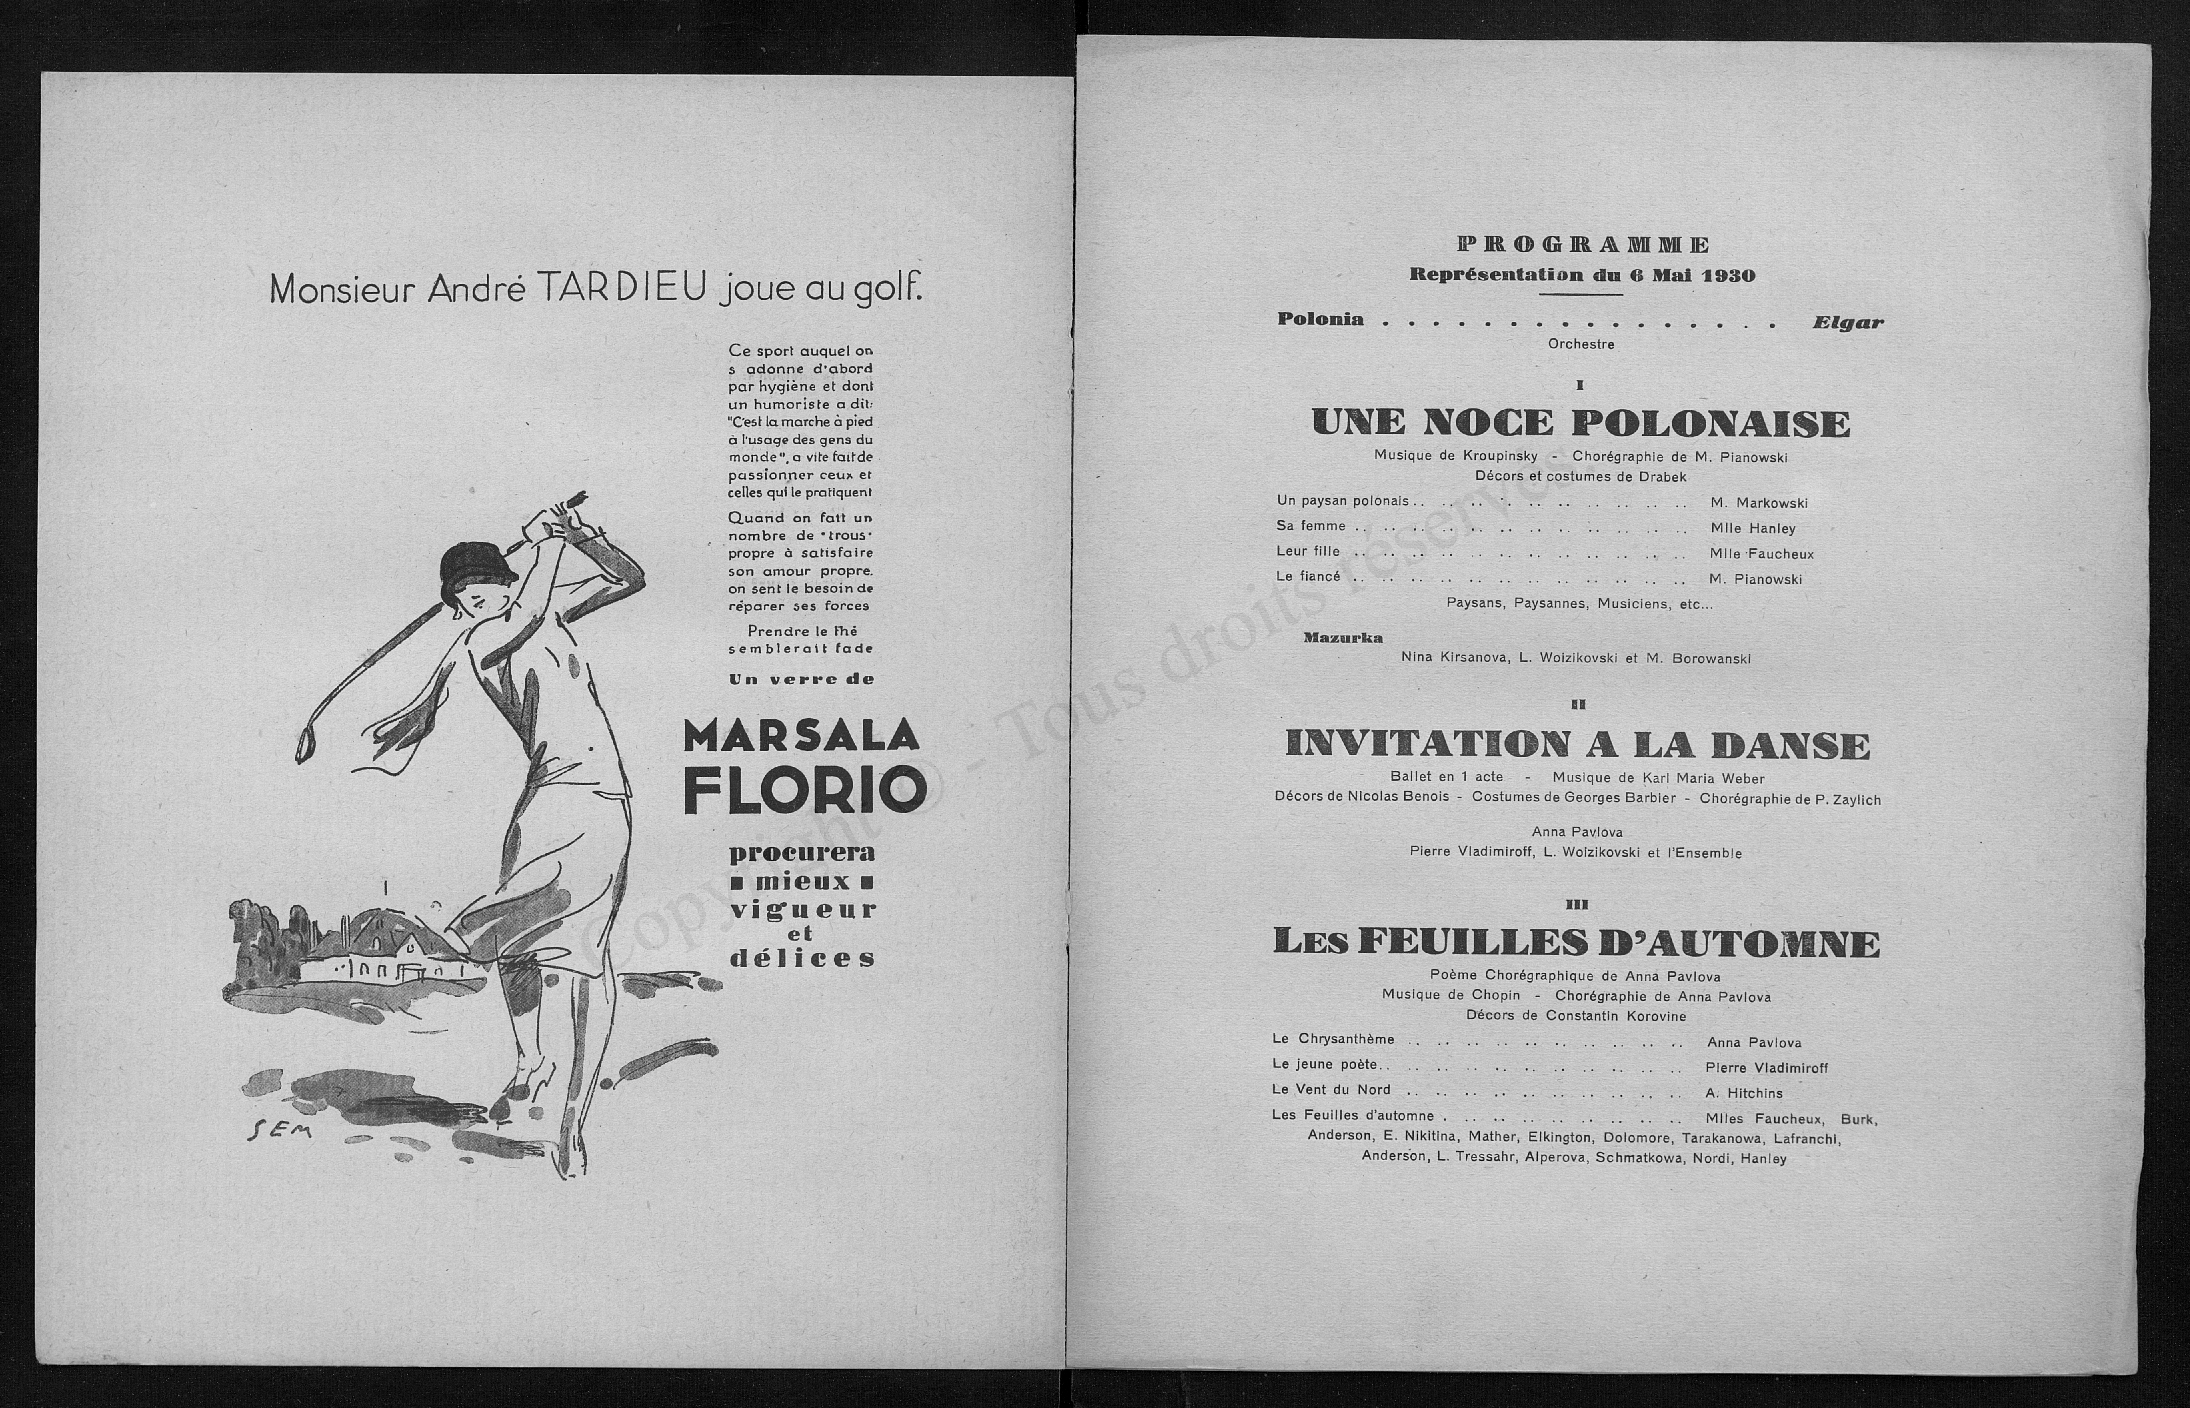 Monsieur André TARDIEU joue au golf.
Ce sport auquel on
s adonne d'abord
par hygiène et dont
un humoriste a dit:
"C'est la marche à pied
à l'usage des gens du
monde", a vite fait de
passionner ceux et
celles qui le pratiquent
Quand on fait un
nombre de "trous"
propre à satisfaire
son amour propre.
on sent le besoin de
réparer ses forces
Prendre le thé
semblerait fade
Un verre de
MARSALA
FLORIO
procurera
mieux
vigueur
et
délices
SEM
PROGRAMME
Représentation du 6 Mai 1930
Polonia . . . . . . . . . . . . . . . . Elgar
Orchestre
I
UNE NOCE POLONAISE
Musique de Kroupinsky - Chorégraphie de M. Pianowski
Décors et costumes de Drabek
Un paysan polonais .. .. .. .. .. .. .. .. .. .. M. Markowski
Sa femme .. .. .. .. .. .. .. .. .. .. .. .. Mlle Hanley
Leur fille .. .. .. .. .. .. .. .. .. .. .. .. Mlle Faucheux
Le fiancé .. .. .. .. .. .. .. .. .. .. .. .. M. Pianowski
Paysans, Paysannes, Musiciens, etc...
Mazurka
Nina Kirsanova, L. Woizikovski et M. Borowanski
II
INVITATION A LA DANSE
Ballet en 1 acte - Musique de Karl Maria Weber
Décors de Nicolas Benois - Costumes de Georges Barbier - Chorégraphie de P. Zaylich
Anna Pavlova
Pierre Vladimiroff, L. Woïzikovski et l'Ensemble
III
LES FEUILLES D'AUTOMNE
Poème Chorégraphique de Anna Pavlova
Musique de Chopin - Chorégraphie de Anna Pavlova
Décors de Constantin Korovine
Le Chrysanthème .. .. .. .. .. .. .. .. .. .. Anna Pavlova
Le jeune poète .. .. .. .. .. .. .. .. .. .. .. Pierre Vladimiroff
Le Vent du Nord .. .. .. .. .. .. .. .. .. .. A. Hitchins
Les Feuilles d'automne . .. .. .. .. .. .. .. .. Mlles Faucheux, Burk,
Anderson, E. Nikitina, Mather, Elkington, Dolomore, Tarakanowa, Lafranchi,
Anderson, L. Tressahr, Alperova, Schmatkowa, Nordi, Hanley
Copyright © - Tous droits réservés.